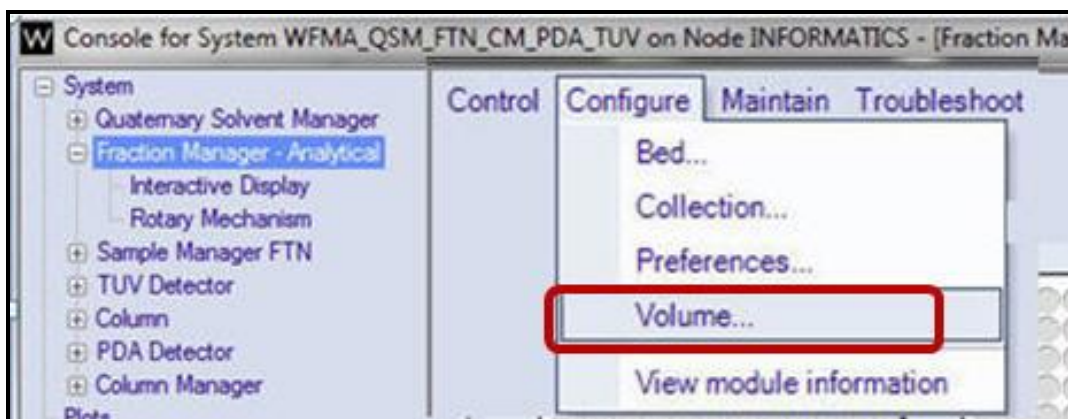 W Console for System WFMA_QSM_FTN_CM_PDA_TUV on Node INFORMATICS - [Fraction Ma
System
Quaternary Solvent Manager
Fraction Manager - Analytical
Interactive Display
Rotary Mechanism
Sample Manager FTN
TUV Detector
Column
PDA Detector
Column Manager
Plots
Control Configure Maintain Troubleshoot
Bed...
Collection...
Preferences...
Volume...
View module information